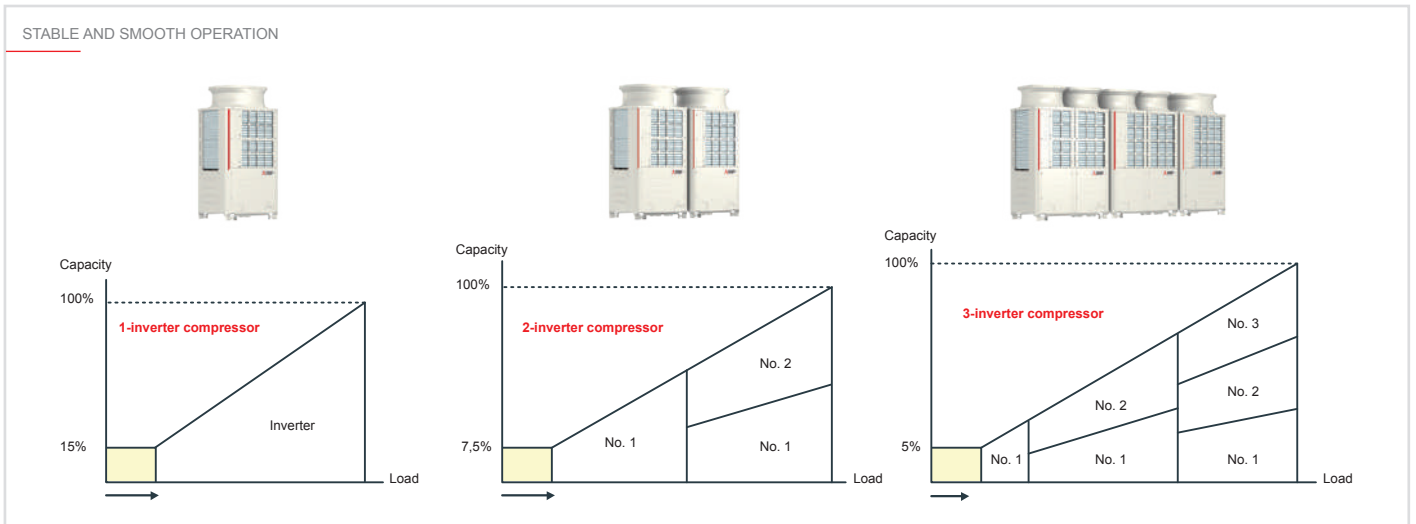 STABLE AND SMOOTH OPERATION
Capacity
100%
1-inverter compressor
Inverter
15%
Load
Capacity
100%
2-inverter compressor
No. 2
No. 1
No. 1
7,5%
Load
Capacity
100%
3-inverter compressor
No. 3
No. 2
No. 2
No. 1
No. 1
No. 1
5%
Load